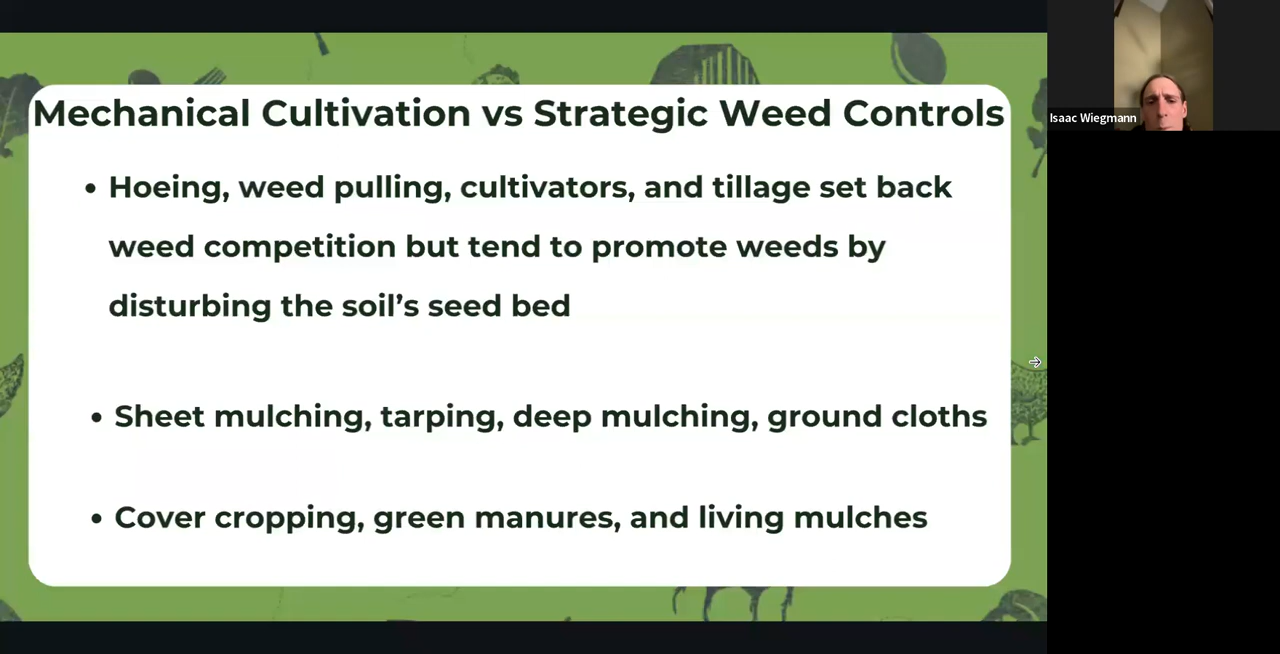 Mechanical Cultivation vs Strategic Weed Controls
• Hoeing, weed pulling, cultivators, and tillage set back
weed competition but tend to promote weeds by
disturbing the soil’s seed bed
• Sheet mulching, tarping, deep mulching, ground cloths
• Cover cropping, green manures, and living mulches
Isaac Wiegmann